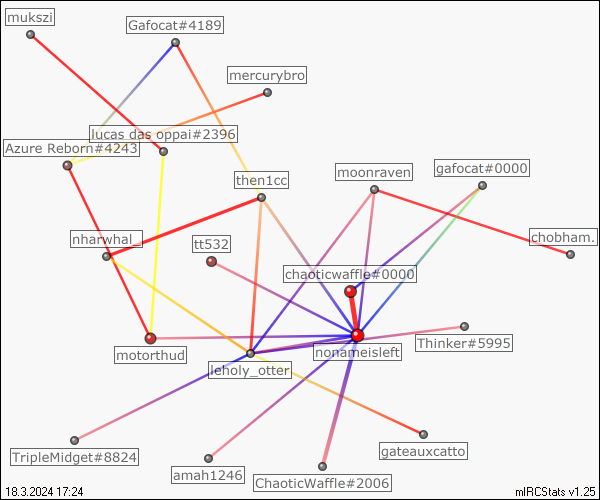 mukszi
Gafocat#4189
mercurybro
lucas das oppai#2396
Azure Reborn#4243
then1cc
moonraven
gafocat#0000
nharwhal_
tt532
chobham.
chaoticwaffle#0000
motorthud
leholy_otter
nonameisleft
Thinker#5995
TripleMidget#8824
amah1246
ChaoticWaffle#2006
gateauxcatto
18.3.2024 17:24
mIRCStats v1.25